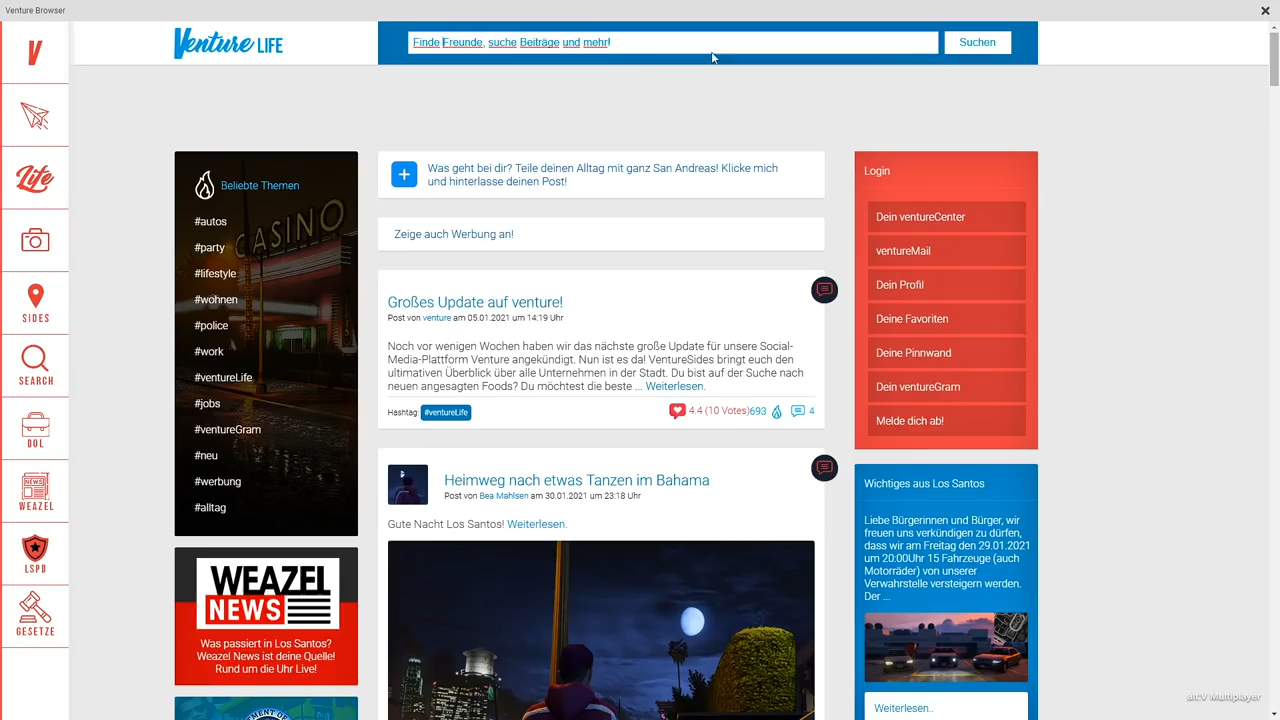 Venture Browser
Venture LIFE
Finde Freunde, suche Beiträge und mehr!
Suchen
V
Life
SIDES
SEARCH
BOL
NEWS
WEAZEL
LSPD
GESETZE
Beliebte Themen
#autos
#party
#lifestyle
#wohnen
#police
#work
#ventureLife
#jobs
#ventureGram
#neu
#werbung
#alltag
CASINO
WEAZEL
NEWS
Was passiert in Los Santos?
Weazel News ist deine Quelle!
Rund um die Uhr Live!
Was geht bei dir? Teile deinen Alltag mit ganz San Andreas! Klicke mich
und hinterlasse deinen Post!
Zeige auch Werbung an!
Großes Update auf venture!
Post von venture am 05.01.2021 um 14:19 Uhr
Noch vor wenigen Wochen haben wir das nächste große Update für unsere Social-
Media-Plattform Venture angekündigt. Nun ist es da! VentureSides bringt euch den
ultimativen Überblick über alle Unternehmen in der Stadt. Du bist auf der Suche nach
neuen angesagten Foods? Du möchtest die beste ... Weiterlesen.
Hashtag: #ventureLife
4.4 (10 Votes)693 4
Heimweg nach etwas Tanzen im Bahama
Post von Bea Mahlsen am 30.01.2021 um 23:18 Uhr
Gute Nacht Los Santos! Weiterlesen.
Login
Dein ventureCenter
ventureMail
Dein Profil
Deine Favoriten
Deine Pinnwand
Dein ventureGram
Melde dich ab!
Wichtiges aus Los Santos
Liebe Bürgerinnen und Bürger, wir
freuen uns verkündigen zu dürfen,
dass wir am Freitag den 29.01.2021
um 20:00Uhr 15 Fahrzeuge (auch
Motorräder) von unserer
Verwahrstelle versteigern werden.
Der ...
Weiterlesen..
alt:V Multiplayer